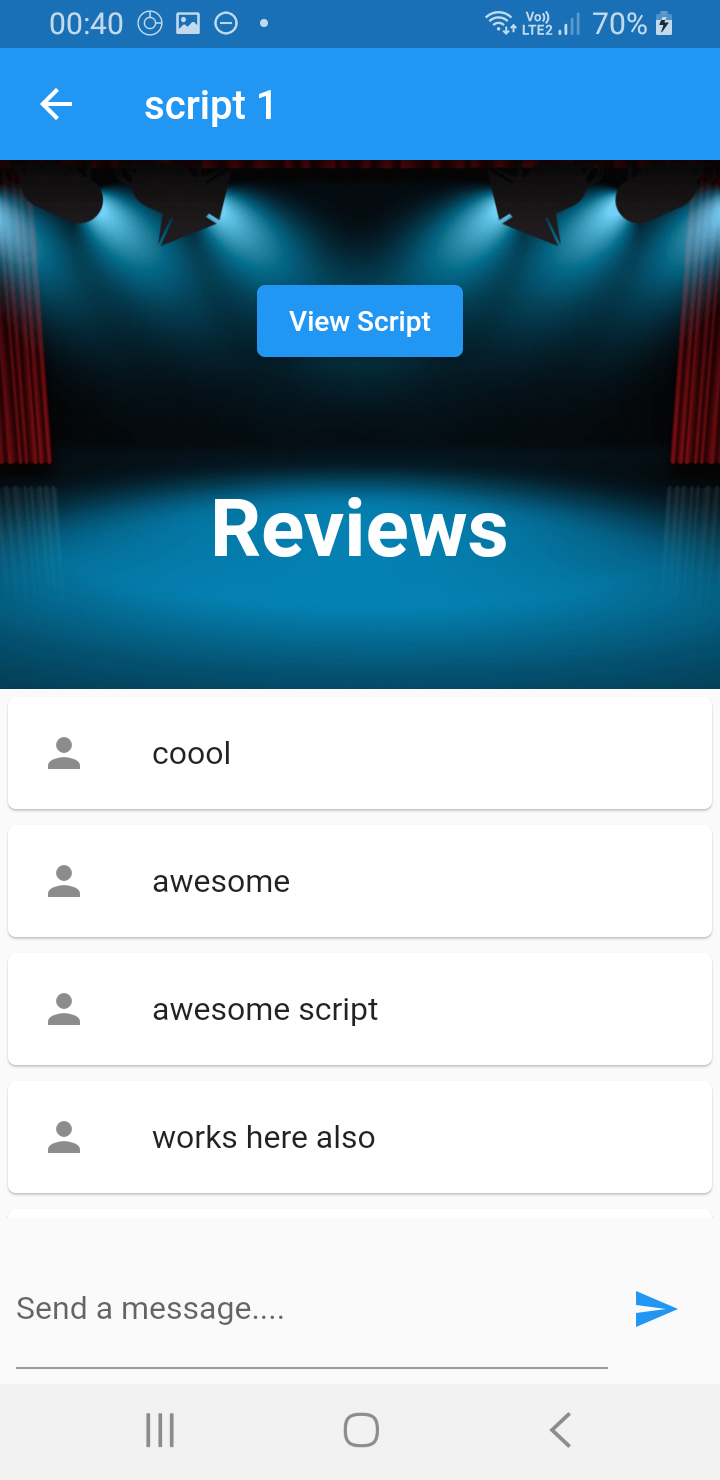 00:40 Vo)) LTE2 70%
script 1
View Script
Reviews
coool
awesome
awesome script
works here also
Send a message....